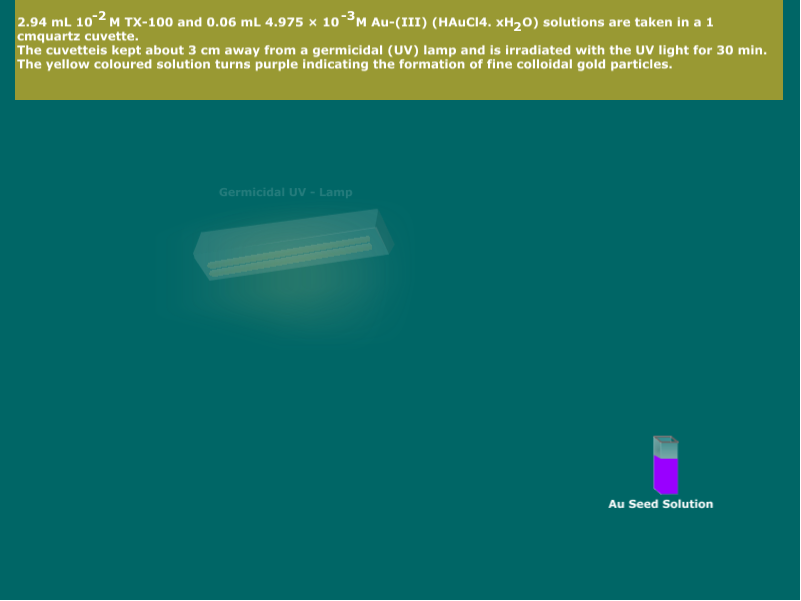 2.94 mL 10⁻² M TX-100 and 0.06 mL 4.975 × 10⁻³M Au-(III) (HAuCl4. xH₂O) solutions are taken in a 1
cmquartz cuvette.
The cuvetteIs kept about 3 cm away from a germicidal (UV) lamp and is irradiated with the UV light for 30 min.
The yellow coloured solution turns purple indicating the formation of fine colloidal gold particles.
Germicidal UV - Lamp
Au Seed Solution